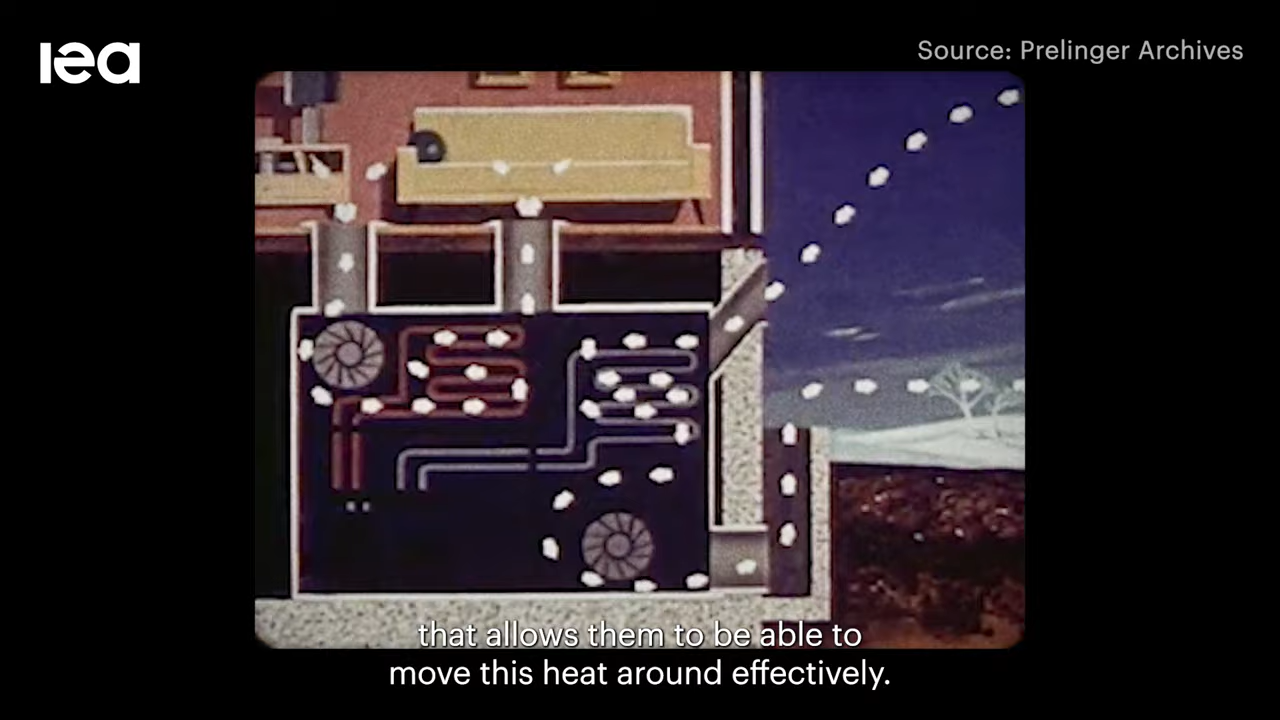 iea
Source: Prelinger Archives
that allows them to be able to
move this heat around effectively.